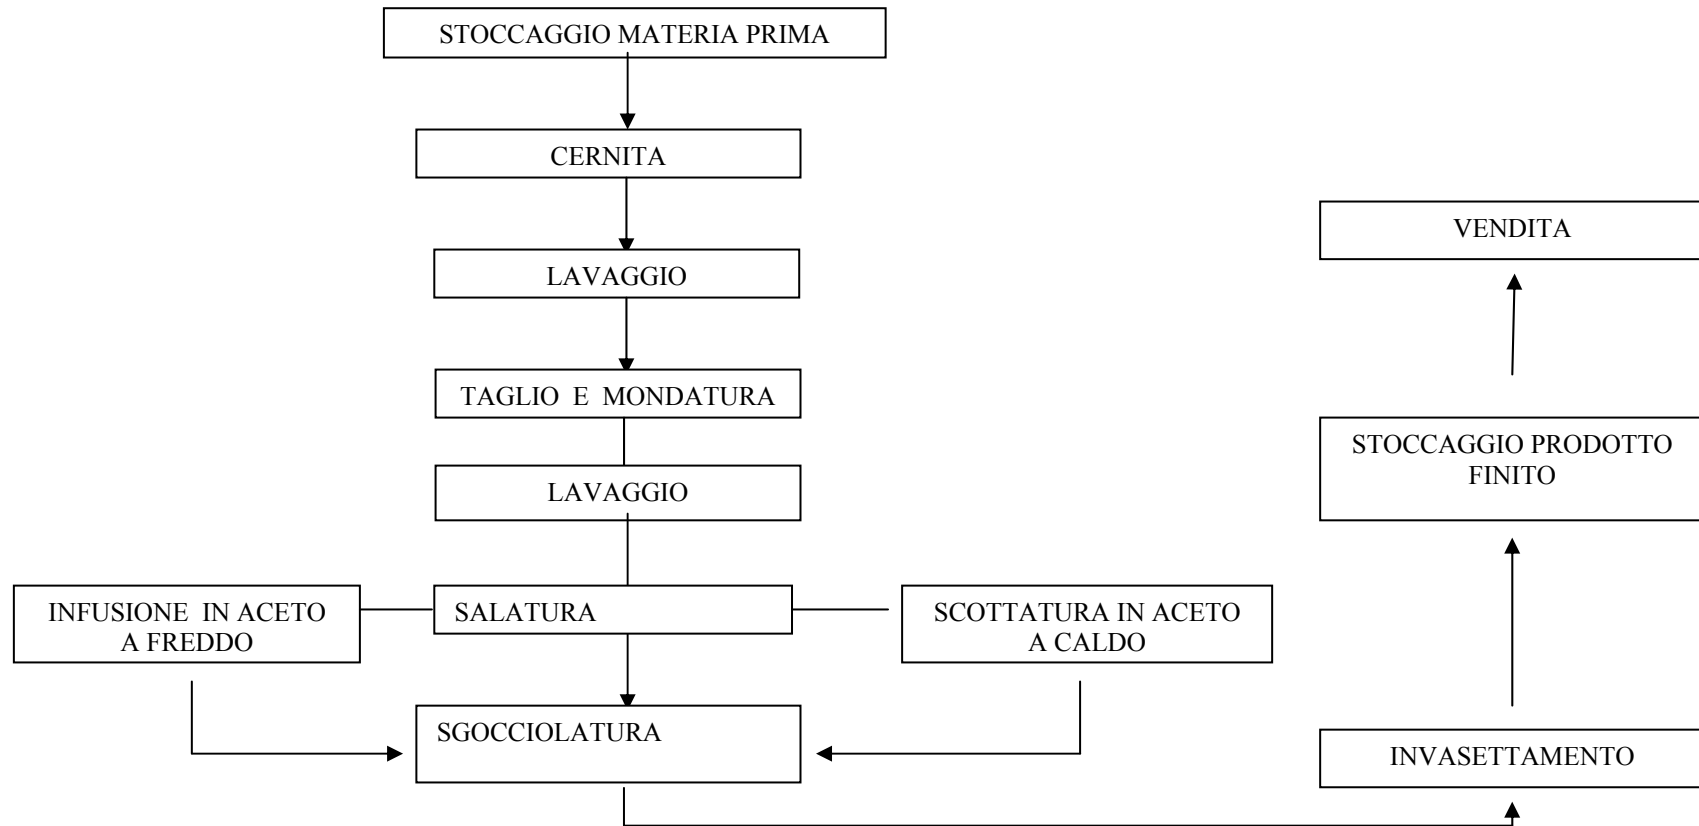 STOCCAGGIO MATERIA PRIMA
CERNITA
LAVAGGIO
TAGLIO E MONDATURA
LAVAGGIO
INFUSIONE IN ACETO
A FREDDO
SALATURA
SCOTTATURA IN ACETO
A CALDO
SGOCCIOLATURA
INVASETTAMENTO
STOCCAGGIO PRODOTTO
FINITO
VENDITA